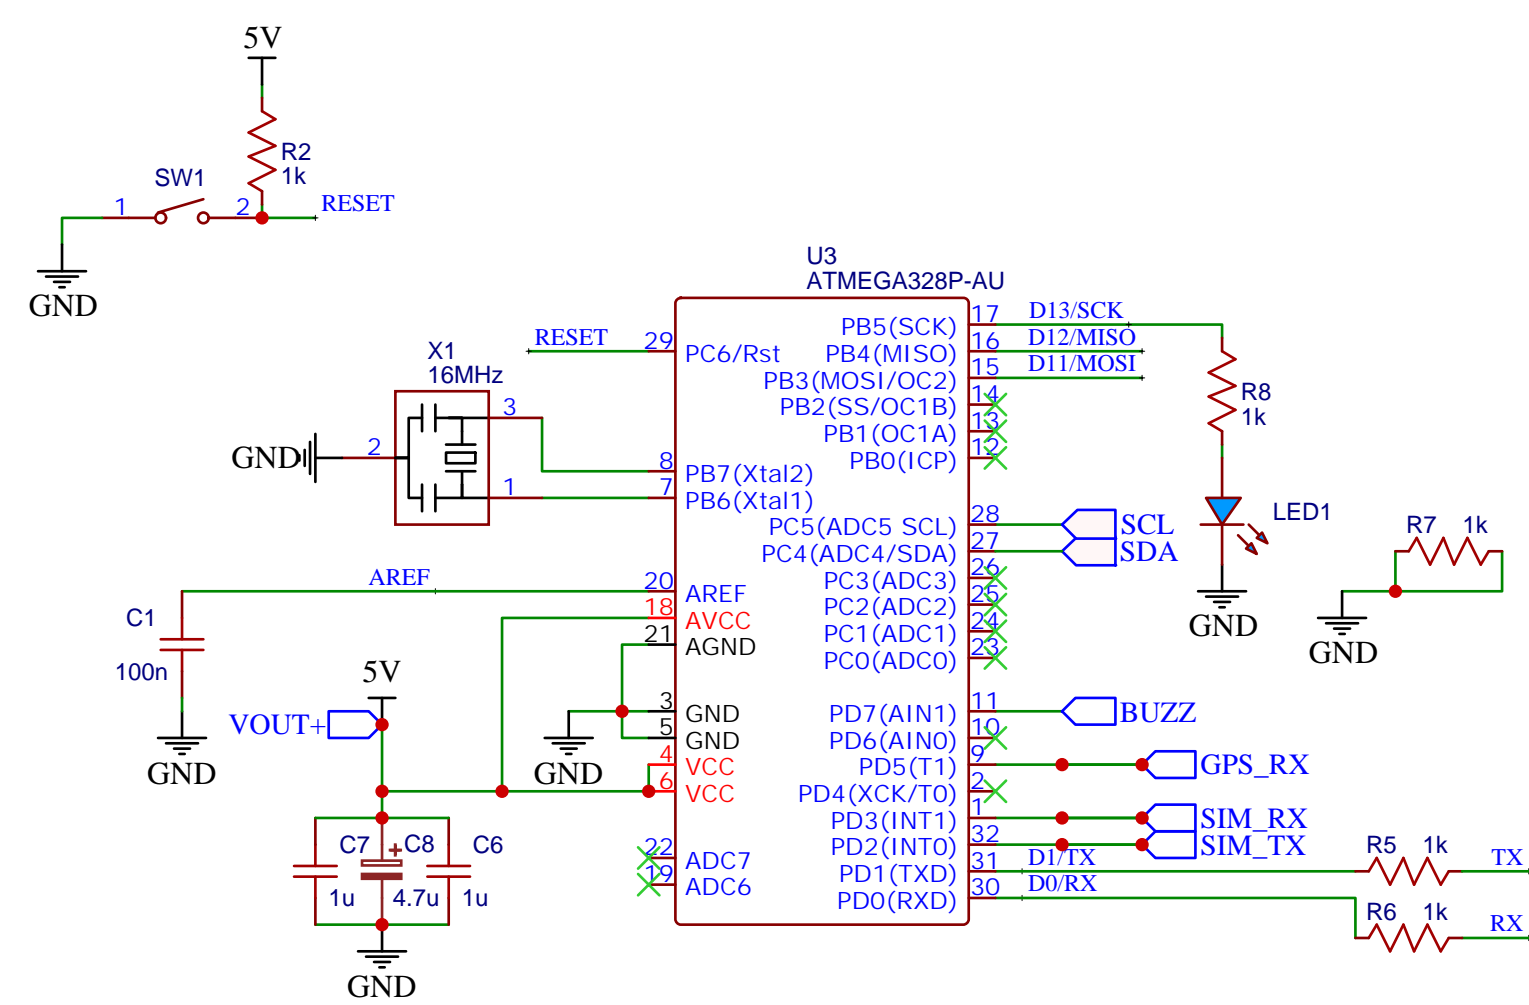 5V
R2
1k
SW1
1
2
RESET
GND
U3
ATMEGA328P-AU
RESET
29
PC6/Rst
X1
16MHz
3
2
1
GND
8
PB7(Xtal2)
7
PB6(Xtal1)
AREF
20
AREF
18
AVCC
21
AGND
C1
100n
GND
5V
VOUT+
3
GND
5
GND
4
VCC
6
VCC
GND
C7
1u
+
C8
4.7u
C6
1u
GND
22
ADC7
19
ADC6
PB5(SCK)
17
D13/SCK
PB4(MISO)
16
D12/MISO
PB3(MOSI/OC2)
15
D11/MOSI
PB2(SS/OC1B)
14
PB1(OC1A)
13
PB0(ICP)
12
PC5(ADC5 SCL)
28
SCL
PC4(ADC4/SDA)
27
SDA
PC3(ADC3)
26
PC2(ADC2)
25
PC1(ADC1)
24
PC0(ADC0)
23
PD7(AIN1)
11
BUZZ
PD6(AIN0)
10
PD5(T1)
9
GPS_RX
PD4(XCK/T0)
2
PD3(INT1)
1
SIM_RX
PD2(INT0)
32
SIM_TX
PD1(TXD)
31
D1/TX
PD0(RXD)
30
D0/RX
R8
1k
LED1
GND
R7 1k
GND
R5 1k
TX
R6 1k
RX